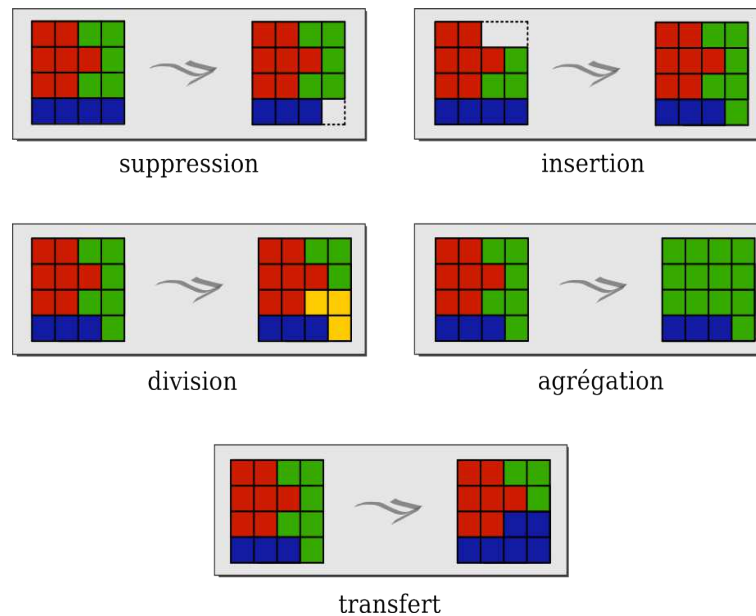 suppression
insertion
division
agrégation
transfert